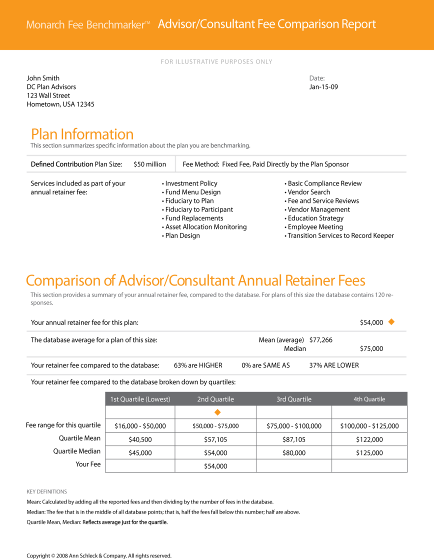 Monarch Fee Benchmarker™ Advisor/Consultant Fee Comparison Report
FOR ILLUSTRATIVE PURPOSES ONLY
John Smith
DC Plan Advisors
123 Wall Street
Hometown, USA 12345
Date:
Jan-15-09
Plan Information
This section summarizes specific information about the plan you are benchmarking.
Defined Contribution Plan Size: $50 million Fee Method: Fixed Fee, Paid Directly by the Plan Sponsor
Services included as part of your
annual retainer fee:
• Investment Policy
• Fund Menu Design
• Fiduciary to Plan
• Fiduciary to Participant
• Fund Replacements
• Asset Allocation Monitoring
• Plan Design
• Basic Compliance Review
• Vendor Search
• Fee and Service Reviews
• Vendor Management
• Education Strategy
• Employee Meeting
• Transition Services to Record Keeper
Comparison of Advisor/Consultant Annual Retainer Fees
This section provides a summary of your annual retainer fee, compared to the database. For plans of this size the database contains 120 re-
sponses.
Your annual retainer fee for this plan: $54,000
The database average for a plan of this size: Mean (average) $77,266
Median $75,000
Your retainer fee compared to the database: 63% are HIGHER 0% are SAME AS 37% ARE LOWER
Your retainer fee compared to the database broken down by quartiles:
1st Quartile (Lowest) 2nd Quartile 3rd Quartile 4th Quartile
Fee range for this quartile $16,000 - $50,000 $50,000 - $75,000 $75,000 - $100,000 $100,000 - $125,000
Quartile Mean $40,500 $57,105 $87,105 $122,000
Quartile Median $45,000 $54,000 $80,000 $125,000
Your Fee $54,000
KEY DEFINITIONS
Mean: Calculated by adding all the reported fees and then dividing by the number of fees in the database.
Median: The fee that is in the middle of all database points; that is, half the fees fall below this number; half are above.
Quartile Mean, Median: Reflects average just for the quartile.
Copyright © 2008 Ann Schleck & Company. All rights reserved.